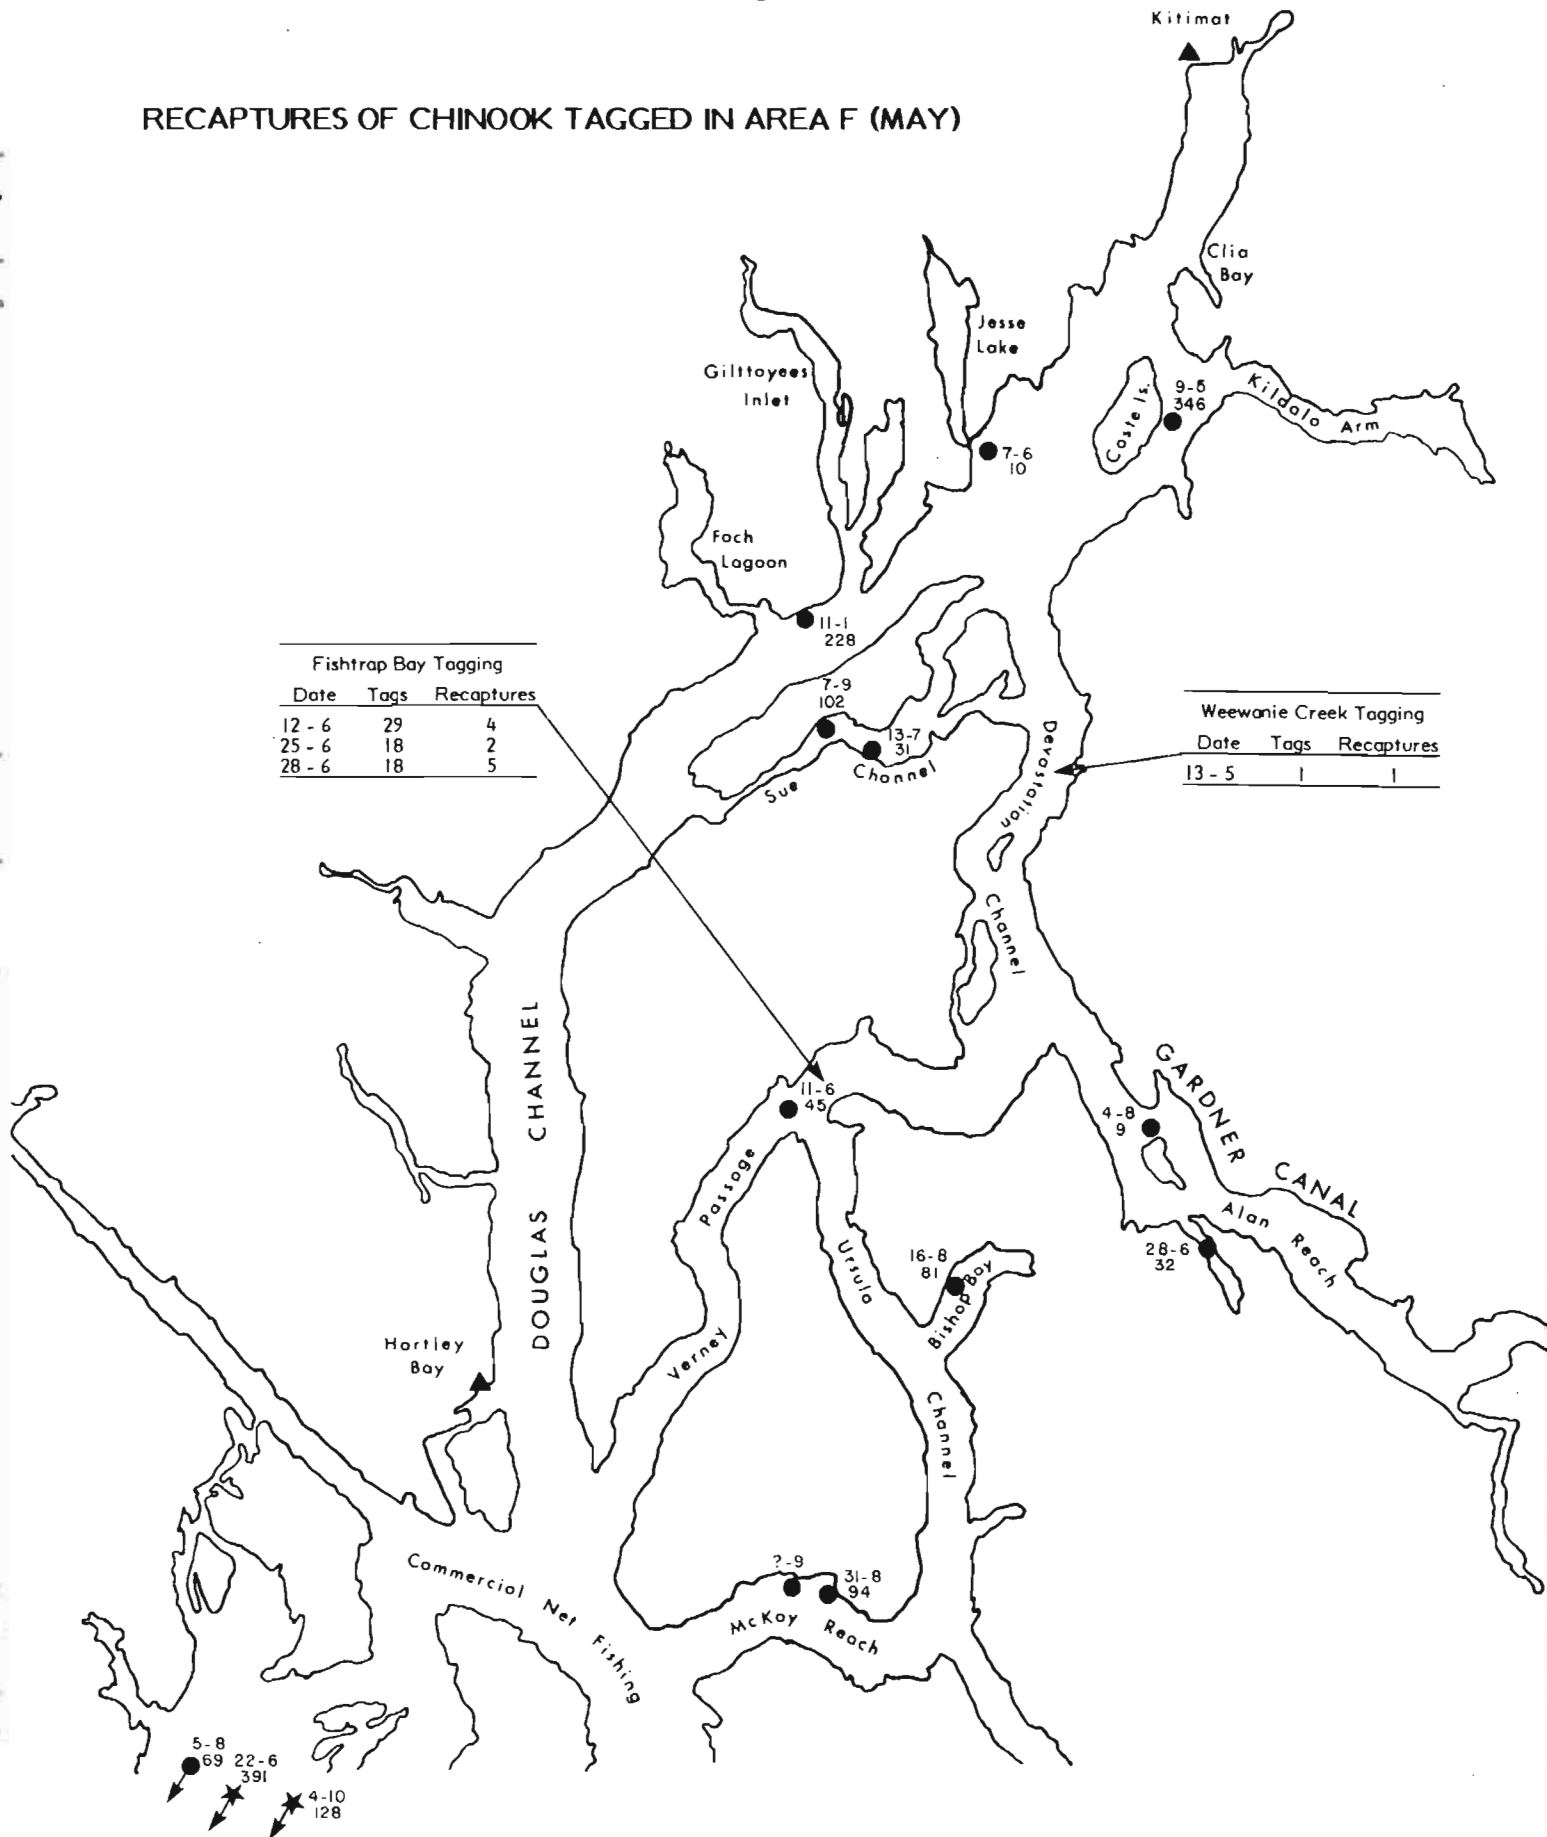 Kitimat
RECAPTURES OF CHINOOK TAGGED IN AREA F (MAY)
Clia
Bay
Jesse
Lake
Gilttoyees
Inlet
Coste Is.
9-5
346
Kildala Arm
7-6
10
Foch
Lagoon
11-1
228
Fishtrap Bay Tagging
Date Tags Recaptures
12-6 29 4
25-6 18 2
28-6 18 5
7-9
102
13-7
31
Sue Channel
Devastation Channel
Weewanie Creek Tagging
Date Tags Recaptures
13-5 1 1
DOUGLAS CHANNEL
GARDNER CANAL
11-6
45
4-8
9
Verney Passage
Alan Reach
28-6
32
Ursula Channel
16-8
81
Bishop Bay
Hartley
Bay
Commercial Net Fishing
?-9
31-8
94
McKay Reach
5-8
69
22-6
391
4-10
128